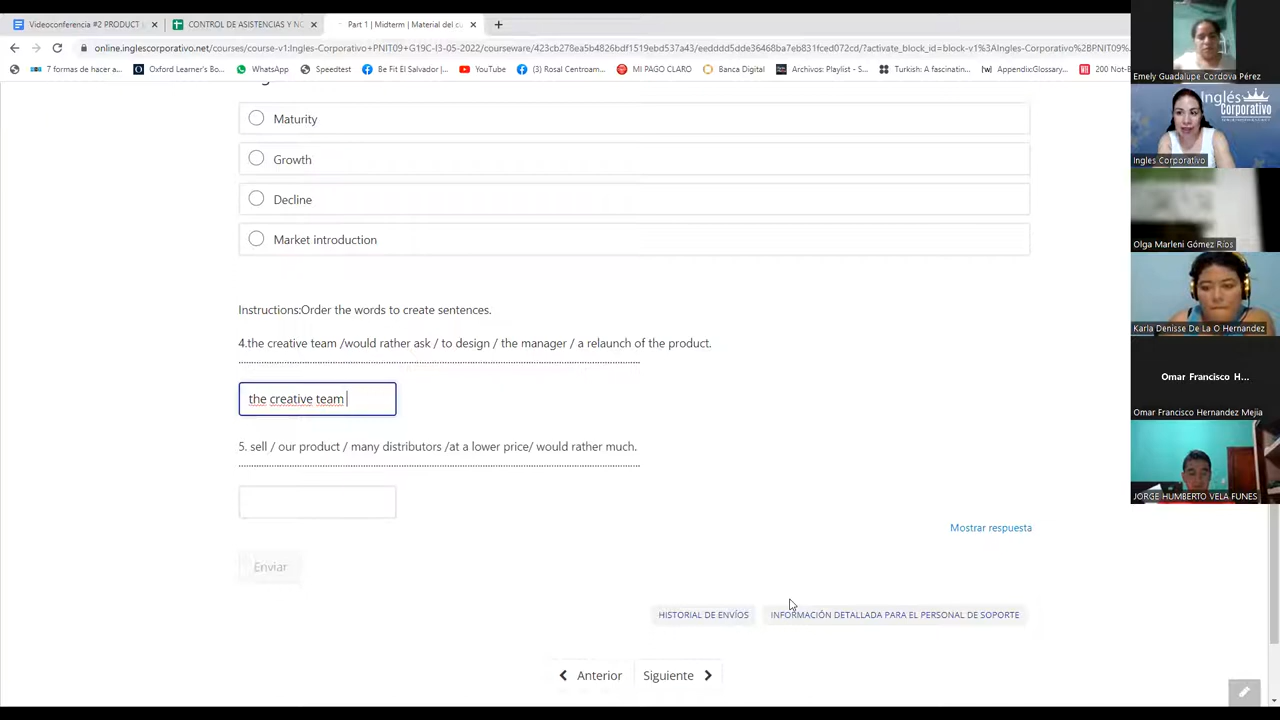 Videoconferencia #2 PRODUCT
CONTROL DE ASISTENCIAS Y NO
Part 1 | Midterm | Material del c
online.inglescorporativo.net/courses/course-v1:Ingles-Corporativo+PNIT09+G19C-I3-05-2022/courseware/423cb278ea5b4826bdf1519ebd537a43/eedddd5dde36468ba7eb831fced072cd/?activate_block_id=block-v1%3AIngles-Corporativo%2BPNIT09%
7 formas de hacer a...
Oxford Learner's Bo...
WhatsApp
Speedtest
Be Fit El Salvador |...
YouTube
(3) Rosal Centroam...
MI PAGO CLARO
Banca Digital
Archivos: Playlist - S...
Turkish: A fascinatin...
Appendix:Glossary...
200 Not-B
Maturity
Growth
Decline
Market introduction
Instructions:Order the words to create sentences.
4.the creative team /would rather ask / to design / the manager / a relaunch of the product.
the creative team
5. sell / our product / many distributors /at a lower price/ would rather much.
Mostrar respuesta
Enviar
HISTORIAL DE ENVÍOS
INFORMACIÓN DETALLADA PARA EL PERSONAL DE SOPORTE
Anterior
Siguiente
Emely Guadalupe Cordova Pérez
Inglés
Corporativo
Ingles Corporativo
Olga Marleni Gómez Ríos
Karla Denisse De La O Hernandez
Omar Francisco H...
Omar Francisco Hernandez Mejia
JORGE HUMBERTO VELA FUNES